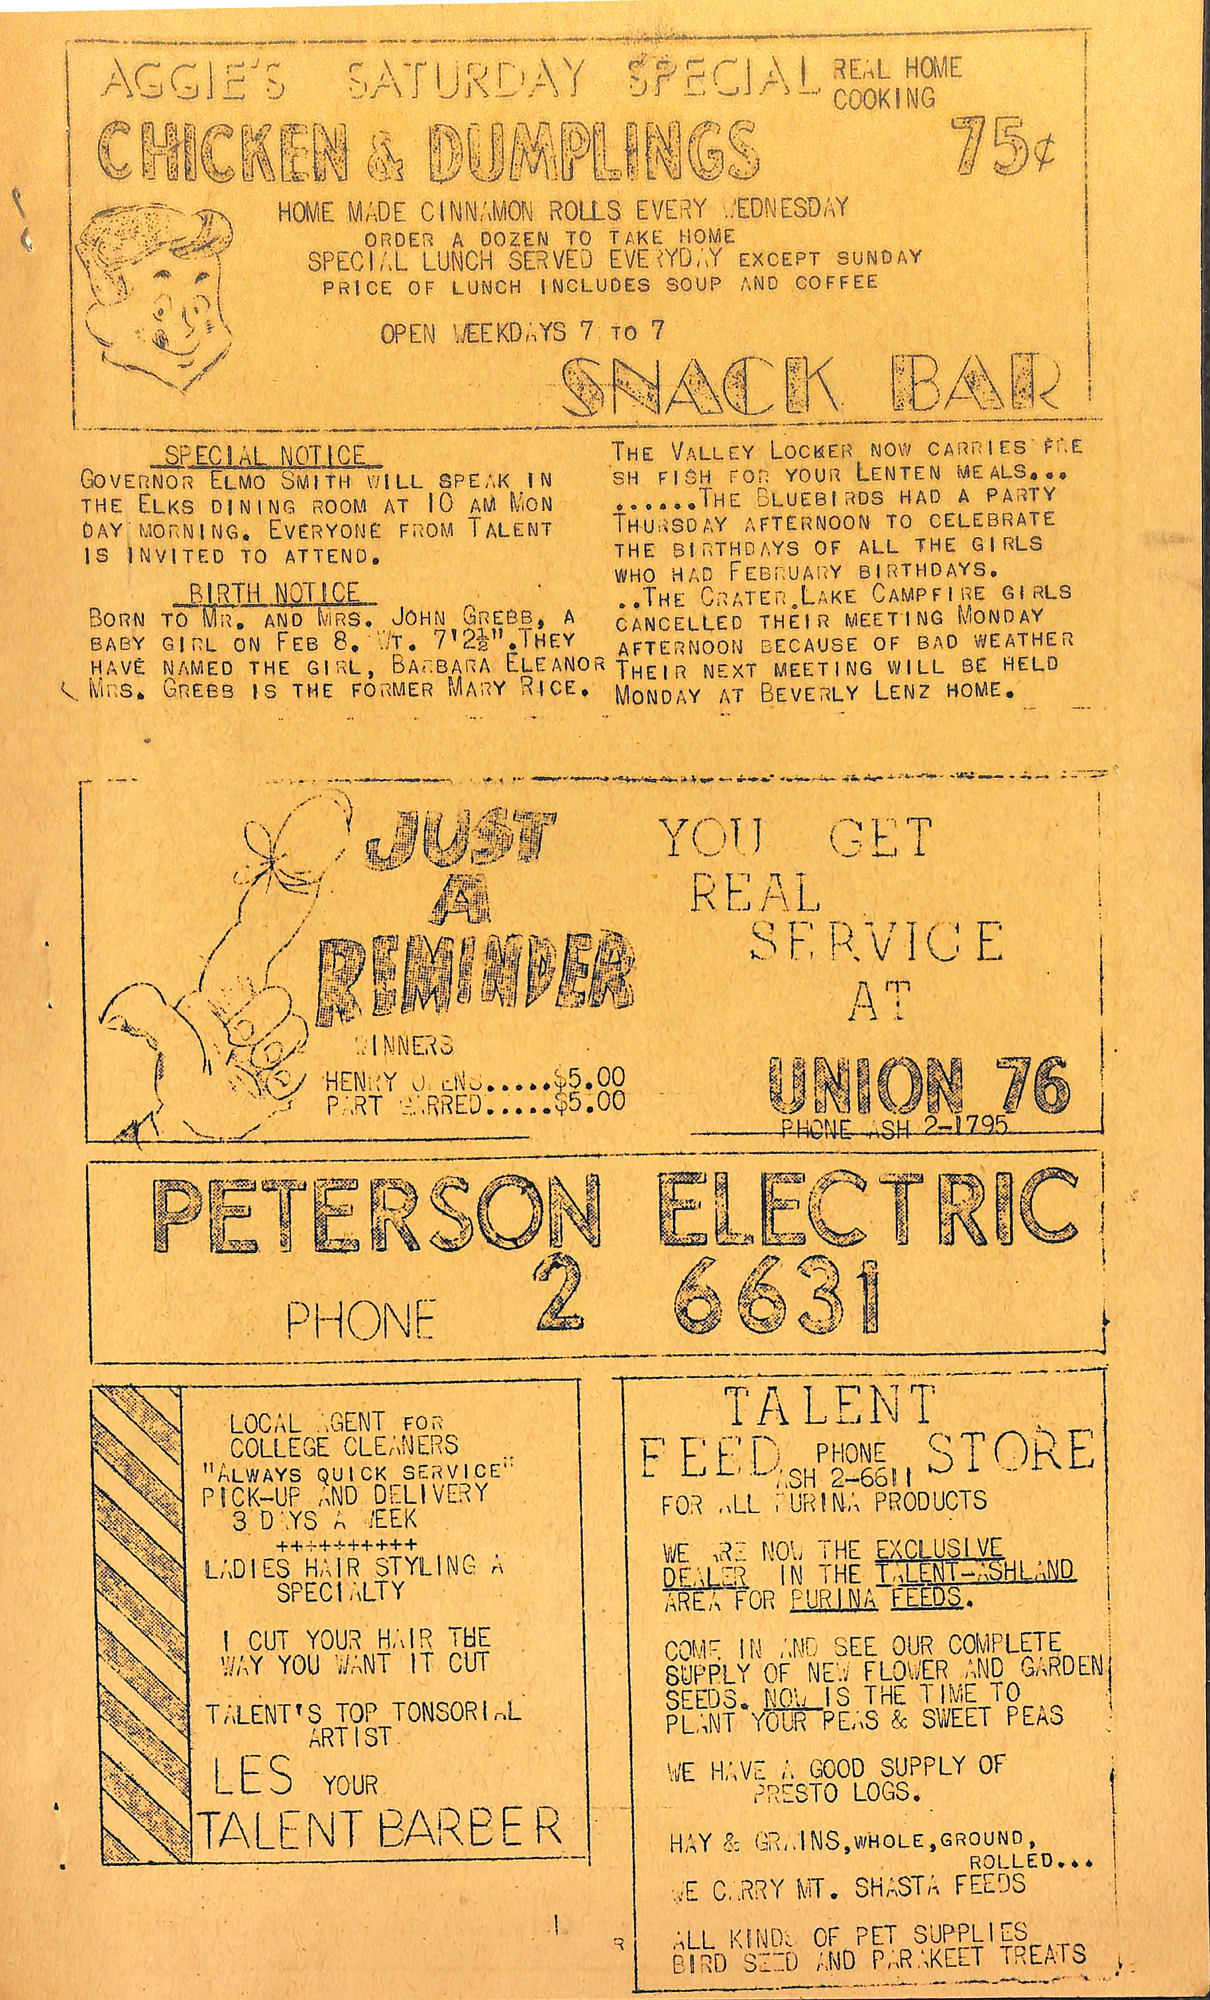 AGGIE'S SATURDAY SPECIAL REAL HOME
COOKING
CHICKEN & DUMPLINGS 75¢
HOME MADE CINNAMON ROLLS EVERY WEDNESDAY
ORDER A DOZEN TO TAKE HOME
SPECIAL LUNCH SERVED EVERYDAY EXCEPT SUNDAY
PRICE OF LUNCH INCLUDES SOUP AND COFFEE
OPEN WEEKDAYS 7 TO 7
SNACK BAR
SPECIAL NOTICE
GOVERNOR ELMO SMITH WILL SPEAK IN
THE ELKS DINING ROOM AT 10 AM MON
DAY MORNING. EVERYONE FROM TALENT
IS INVITED TO ATTEND.
BIRTH NOTICE
BORN TO MR. AND MRS. JOHN GREBB, A
BABY GIRL ON FEB 8. WT. 7'2½".THEY
HAVE NAMED THE GIRL, BARBARA ELEANOR
MRS. GREBB IS THE FORMER MARY RICE.
THE VALLEY LOCKER NOW CARRIES FRE
SH FISH FOR YOUR LENTEN MEALS...
......THE BLUEBIRDS HAD A PARTY
THURSDAY AFTERNOON TO CELEBRATE
THE BIRTHDAYS OF ALL THE GIRLS
WHO HAD FEBRUARY BIRTHDAYS.
..THE CRATER LAKE CAMPFIRE GIRLS
CANCELLED THEIR MEETING MONDAY
AFTERNOON BECAUSE OF BAD WEATHER
THEIR NEXT MEETING WILL BE HELD
MONDAY AT BEVERLY LENZ HOME.
JUST
A
REMINDER
WINNERS
HENRY .....$5.00
.....$5.00
YOU GET
REAL
SERVICE
AT
UNION 76
PHONE ASH 2-1795
PETERSON ELECTRIC
PHONE 2 6631
LOCAL AGENT FOR
COLLEGE CLEANERS
"ALWAYS QUICK SERVICE"
PICK-UP AND DELIVERY
3 DAYS A WEEK
++++++++++
LADIES HAIR STYLING A
SPECIALTY
I CUT YOUR HAIR THE
WAY YOU WANT IT CUT
TALENT'S TOP TONSORIAL
ARTIST
LES YOUR
TALENT BARBER
TALENT
FEED PHONE STORE
ASH 2-6611
FOR ALL PURINA PRODUCTS
WE ARE NOW THE EXCLUSIVE
DEALER IN THE TALENT-ASHLAND
AREA FOR PURINA FEEDS.
COME IN AND SEE OUR COMPLETE
SUPPLY OF NEW FLOWER AND GARDEN
SEEDS. NOW IS THE TIME TO
PLANT YOUR PEAS & SWEET PEAS
WE HAVE A GOOD SUPPLY OF
PRESTO LOGS.
HAY & GRAINS,WHOLE,GROUND,
ROLLED...
WE CARRY MT. SHASTA FEEDS
ALL KINDS OF PET SUPPLIES
BIRD SEED AND PARAKEET TREATS